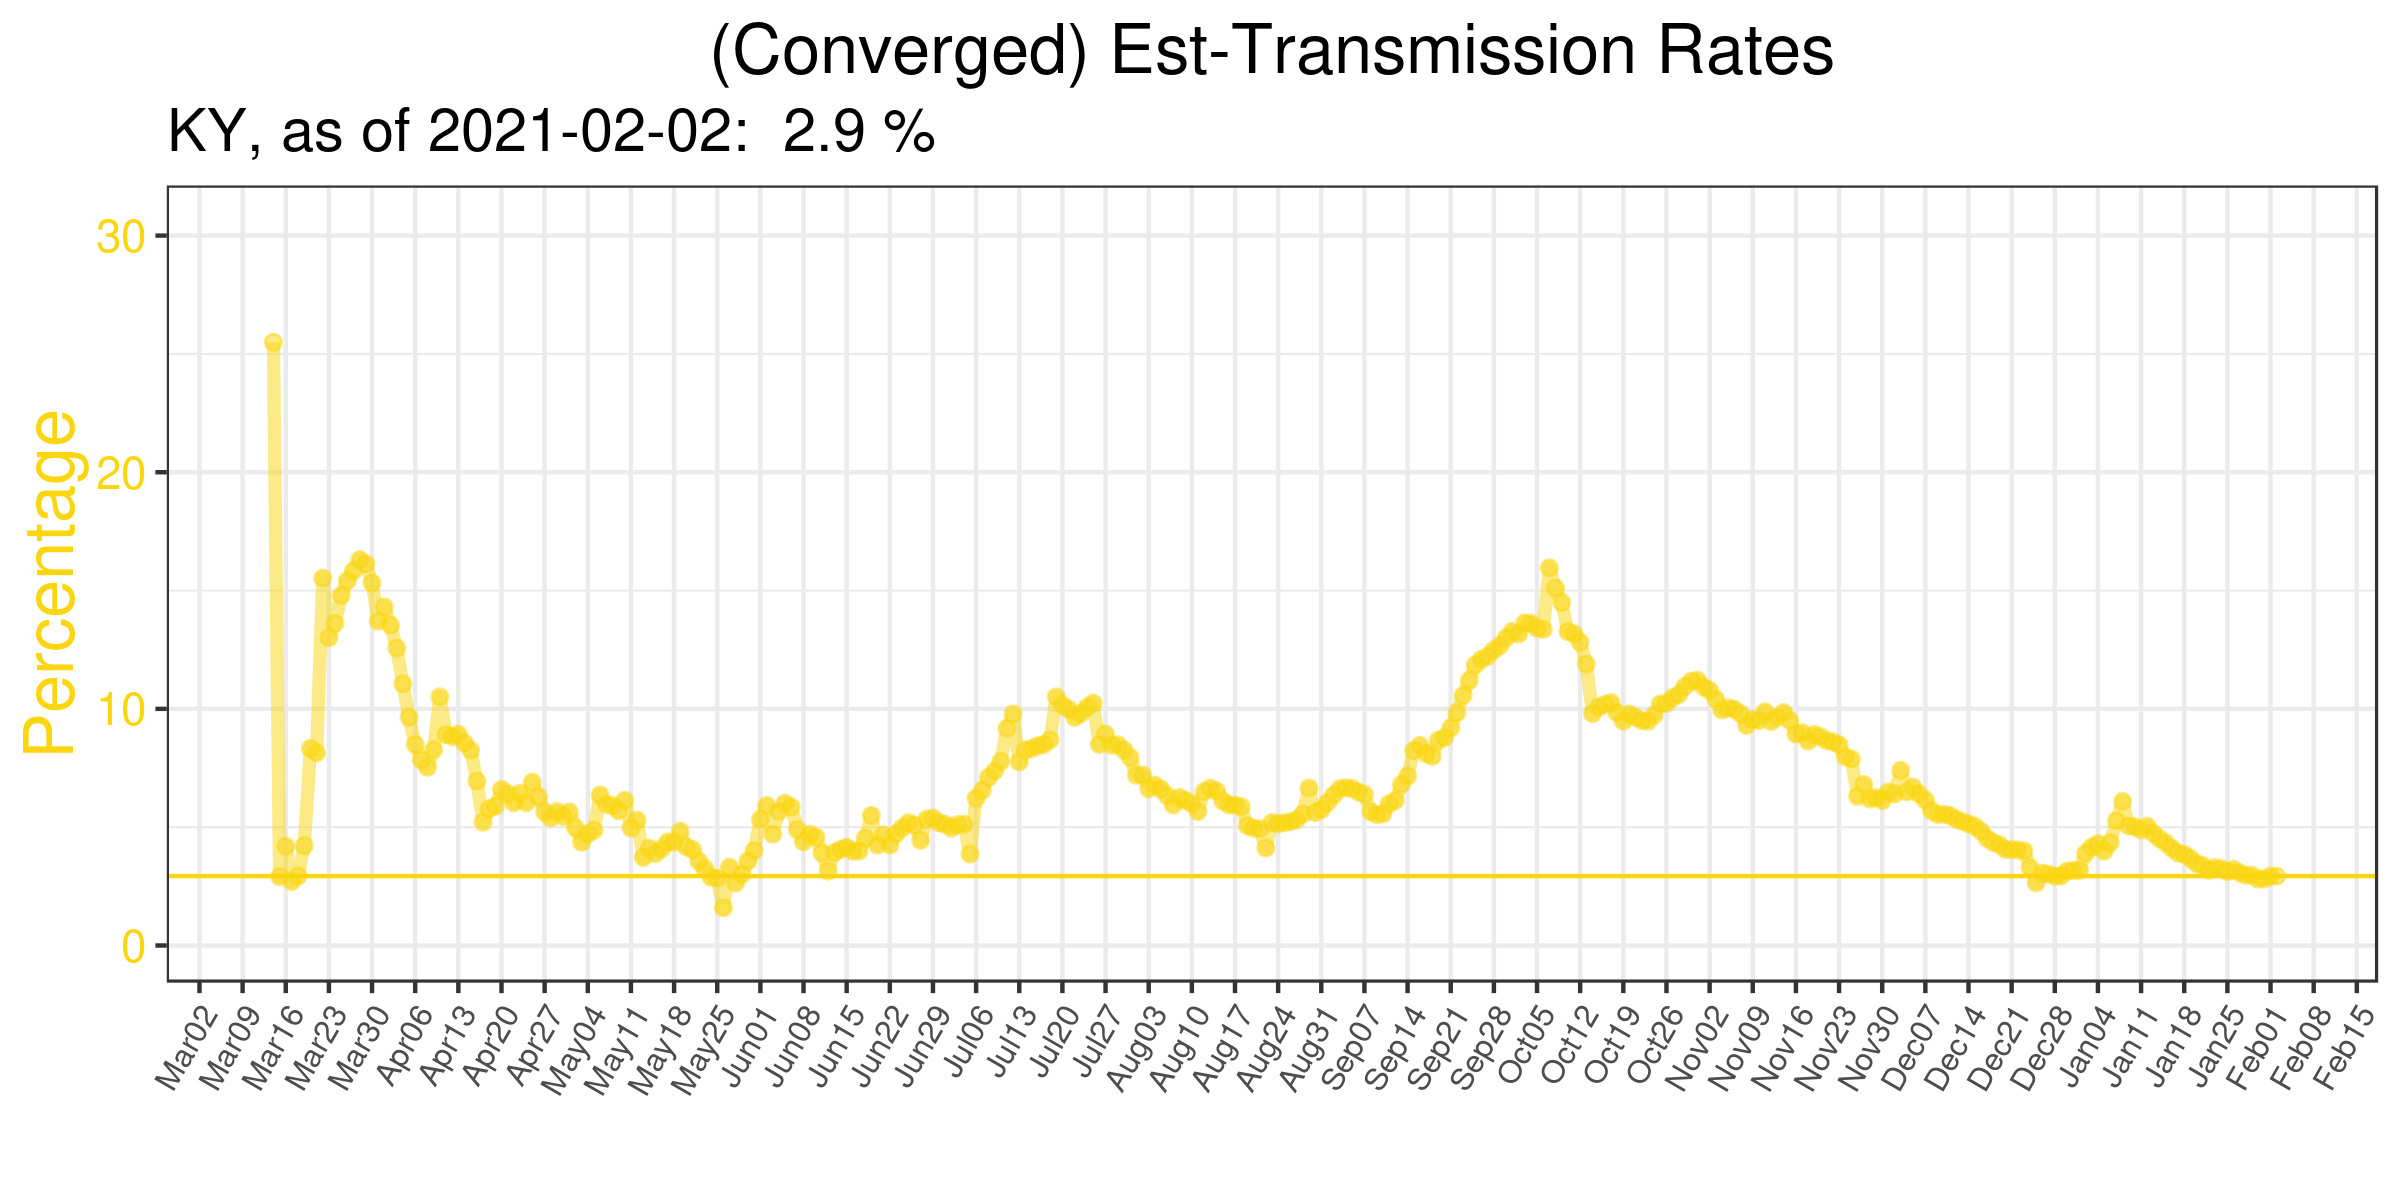 (Converged) Est-Transmission Rates
KY, as of 2021-02-02:  2.9 %
Percentage
30
20
10
0
Mar02
Mar09
Mar16
Mar23
Mar30
Apr06
Apr13
Apr20
Apr27
May04
May11
May18
May25
Jun01
Jun08
Jun15
Jun22
Jun29
Jul06
Jul13
Jul20
Jul27
Aug03
Aug10
Aug17
Aug24
Aug31
Sep07
Sep14
Sep21
Sep28
Oct05
Oct12
Oct19
Oct26
Nov02
Nov09
Nov16
Nov23
Nov30
Dec07
Dec14
Dec21
Dec28
Jan04
Jan11
Jan18
Jan25
Feb01
Feb08
Feb15